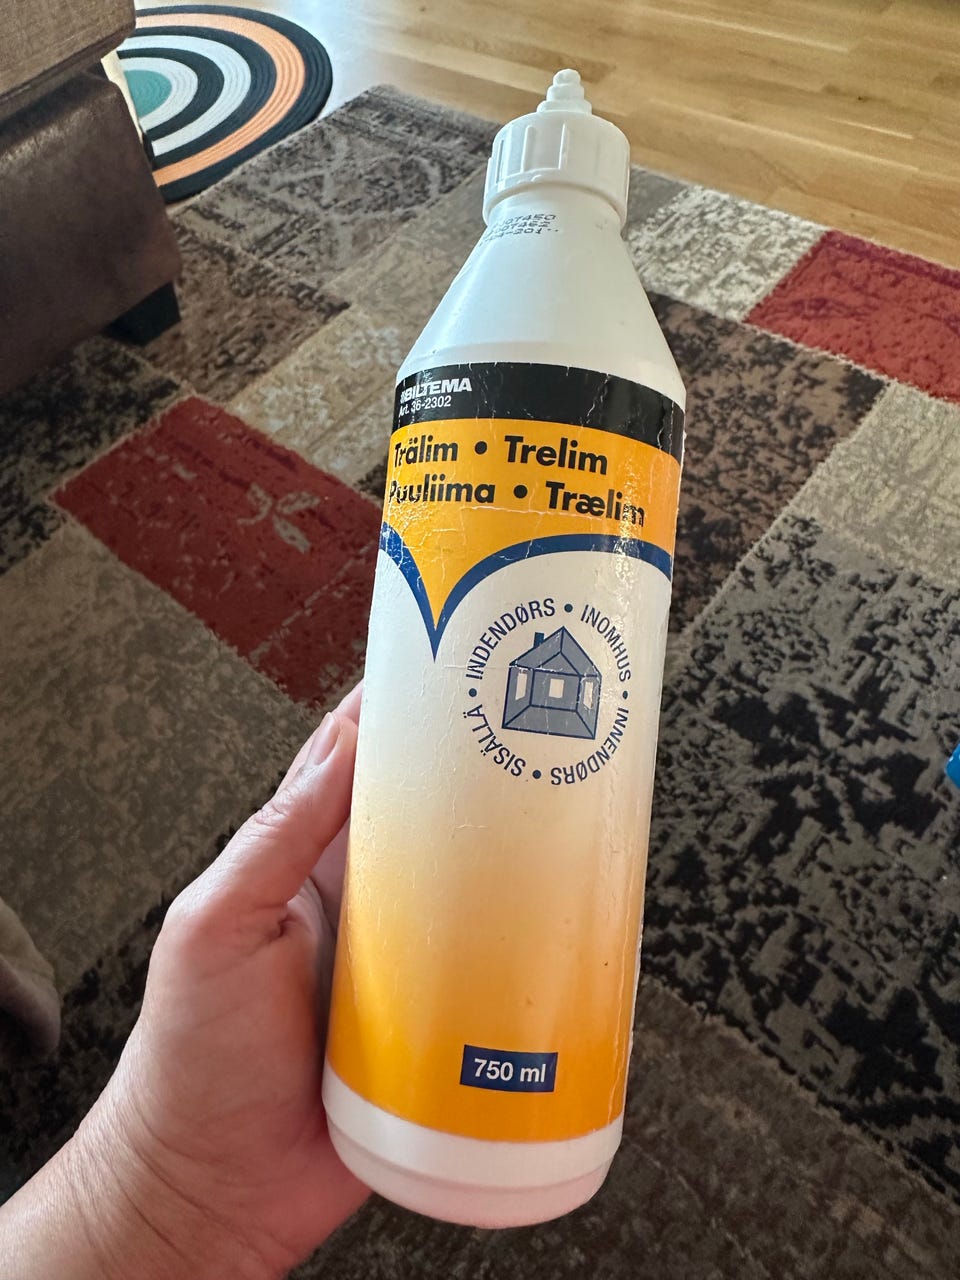 BILTEMA
Art. 36-2302
Trälim • Trelim
Puuliima • Trælim
INDENDØRS • INOMHUS • INNENDØRS • SISÄLLÄ •
750 ml